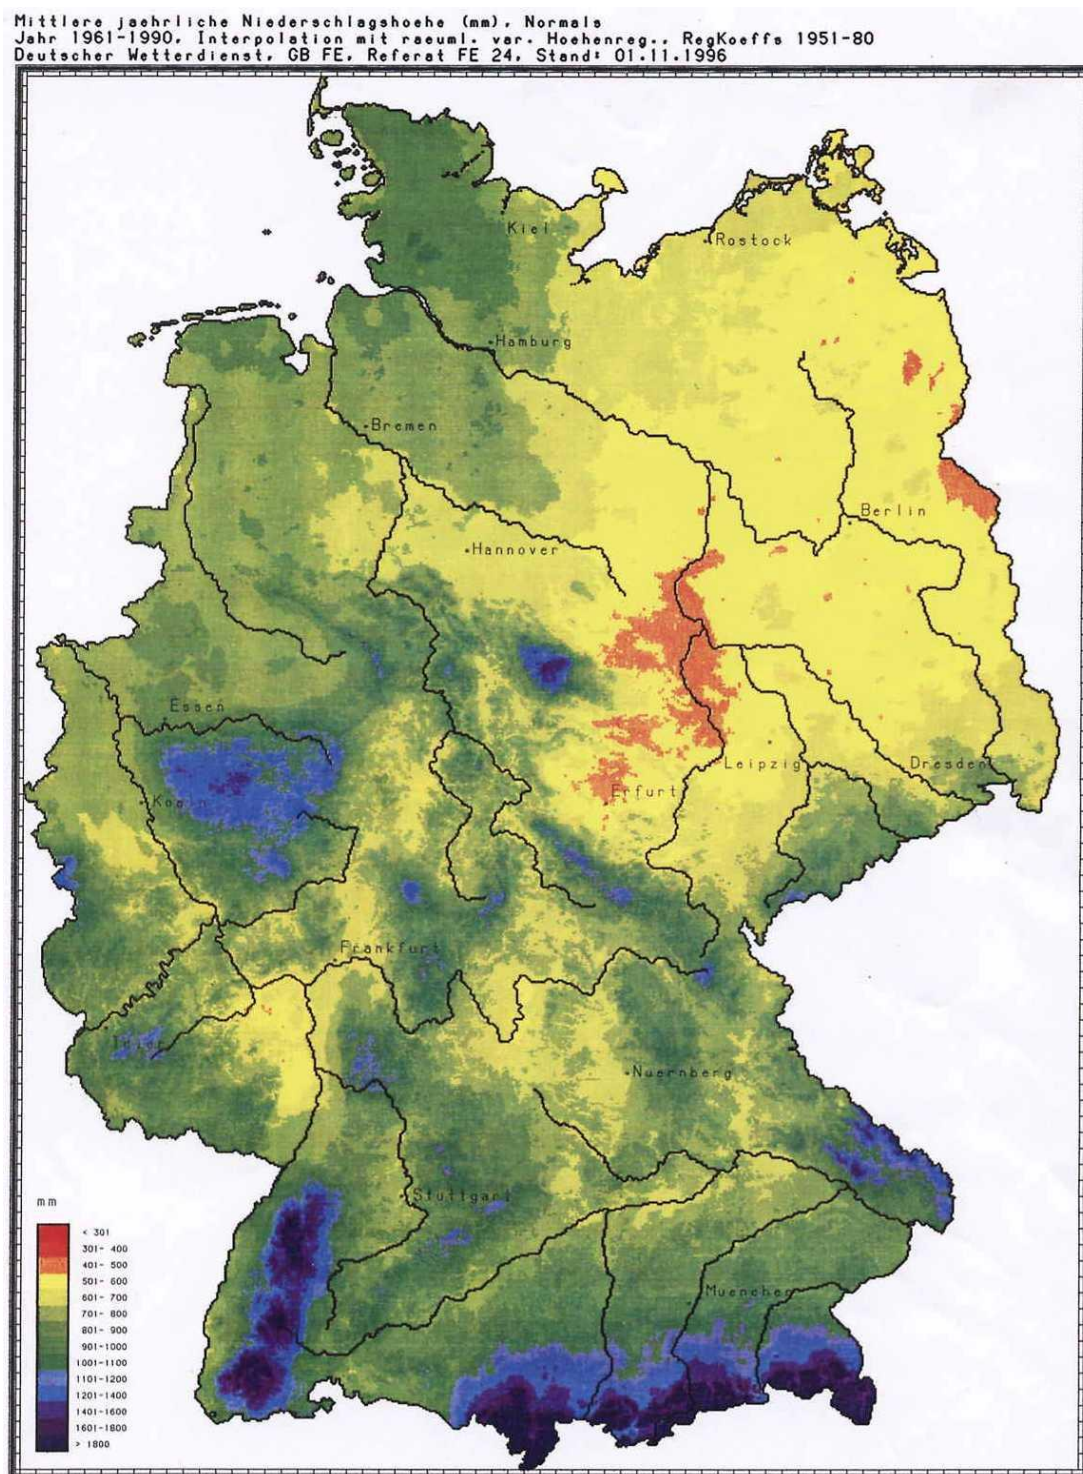 Mittlere jaehrliche Niederschlagshoehe (mm), Normals
Jahr 1961-1990, Interpolation mit raeuml. var. Hoehenreg., RegKoeffs 1951-80
Deutscher Wetterdienst, GB FE, Referat FE 24, Stand: 01.11.1996
Kiel
Rostock
Hamburg
Bremen
Berlin
Hannover
Essen
Leipzig
Dresden
Koeln
Erfurt
Frankfurt
Trier
Nuernberg
Stuttgart
Muenchen
mm
< 301
301- 400
401- 500
501- 600
601- 700
701- 800
801- 900
901-1000
1001-1100
1101-1200
1201-1400
1401-1600
1601-1800
> 1800